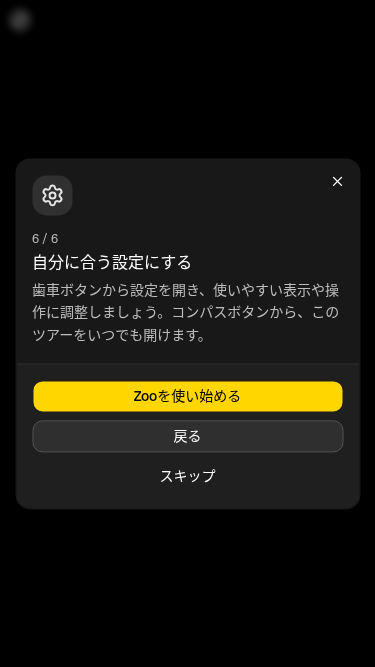 6 / 6
自分に合う設定にする
歯車ボタンから設定を開き、使いやすい表示や操
作に調整しましょう。コンパスボタンから、この
ツアーをいつでも開けます。
Zooを使い始める
戻る
スキップ